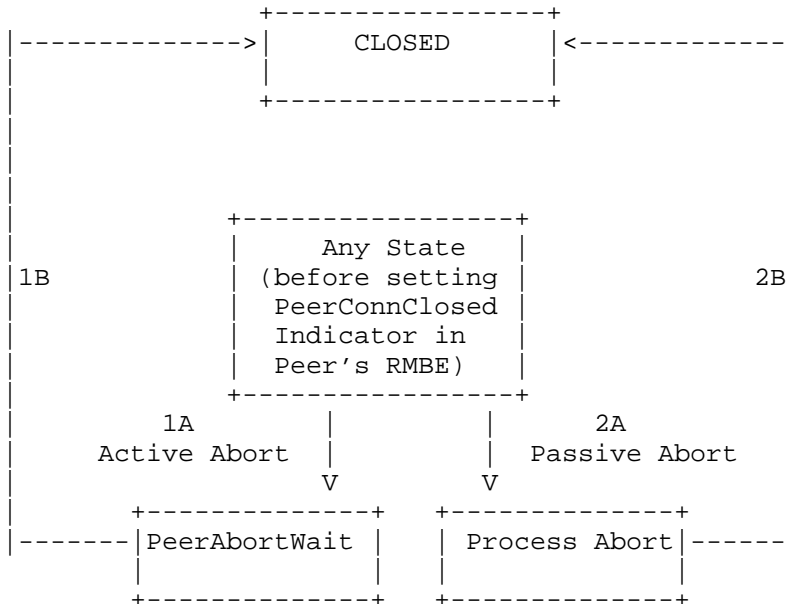 CLOSED
Any State
1B (before setting 2B
PeerConnClosed
Indicator in
Peer's RMBE)
1A 2A
Active Abort Passive Abort
V V
PeerAbortWait Process Abort